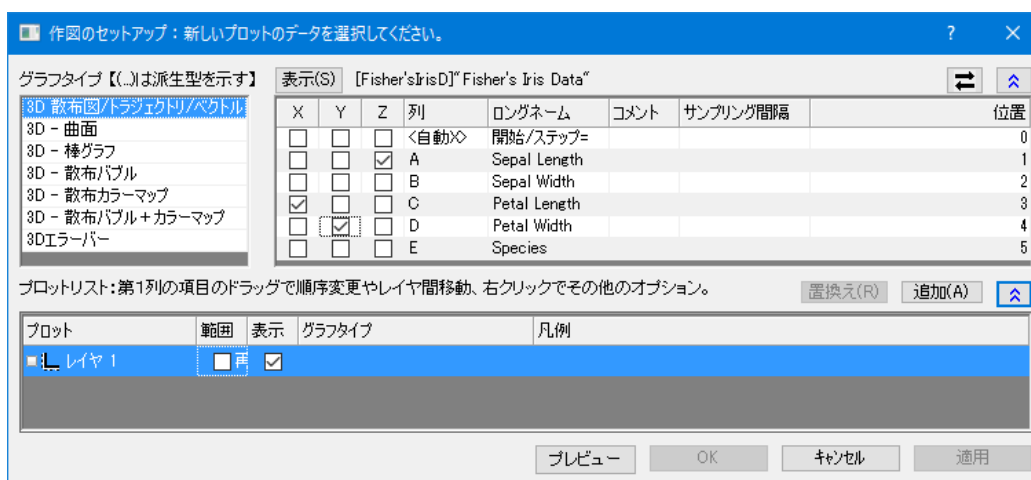 作図のセットアップ：新しいプロットのデータを選択してください。
グラフタイプ【(...)は派生型を示す】 表示(S) [Fisher'sIrisD]"Fisher's Iris Data"
3D 散布図/トラジェクトリ/ベクトル
3D - 曲面
3D - 棒グラフ
3D - 散布バブル
3D - 散布カラーマップ
3D - 散布バブル+カラーマップ
3Dエラーバー
X Y Z 列 ロングネーム コメント サンプリング間隔 位置
<自動X> 開始/ステップ= 0
A Sepal Length 1
B Sepal Width 2
C Petal Length 3
D Petal Width 4
E Species 5
プロットリスト:第1列の項目のドラッグで順序変更やレイヤ間移動、右クリックでその他のオプション。 置換え(R) 追加(A)
プロット 範囲 表示 グラフタイプ 凡例
レイヤ 1 再
プレビュー OK キャンセル 適用